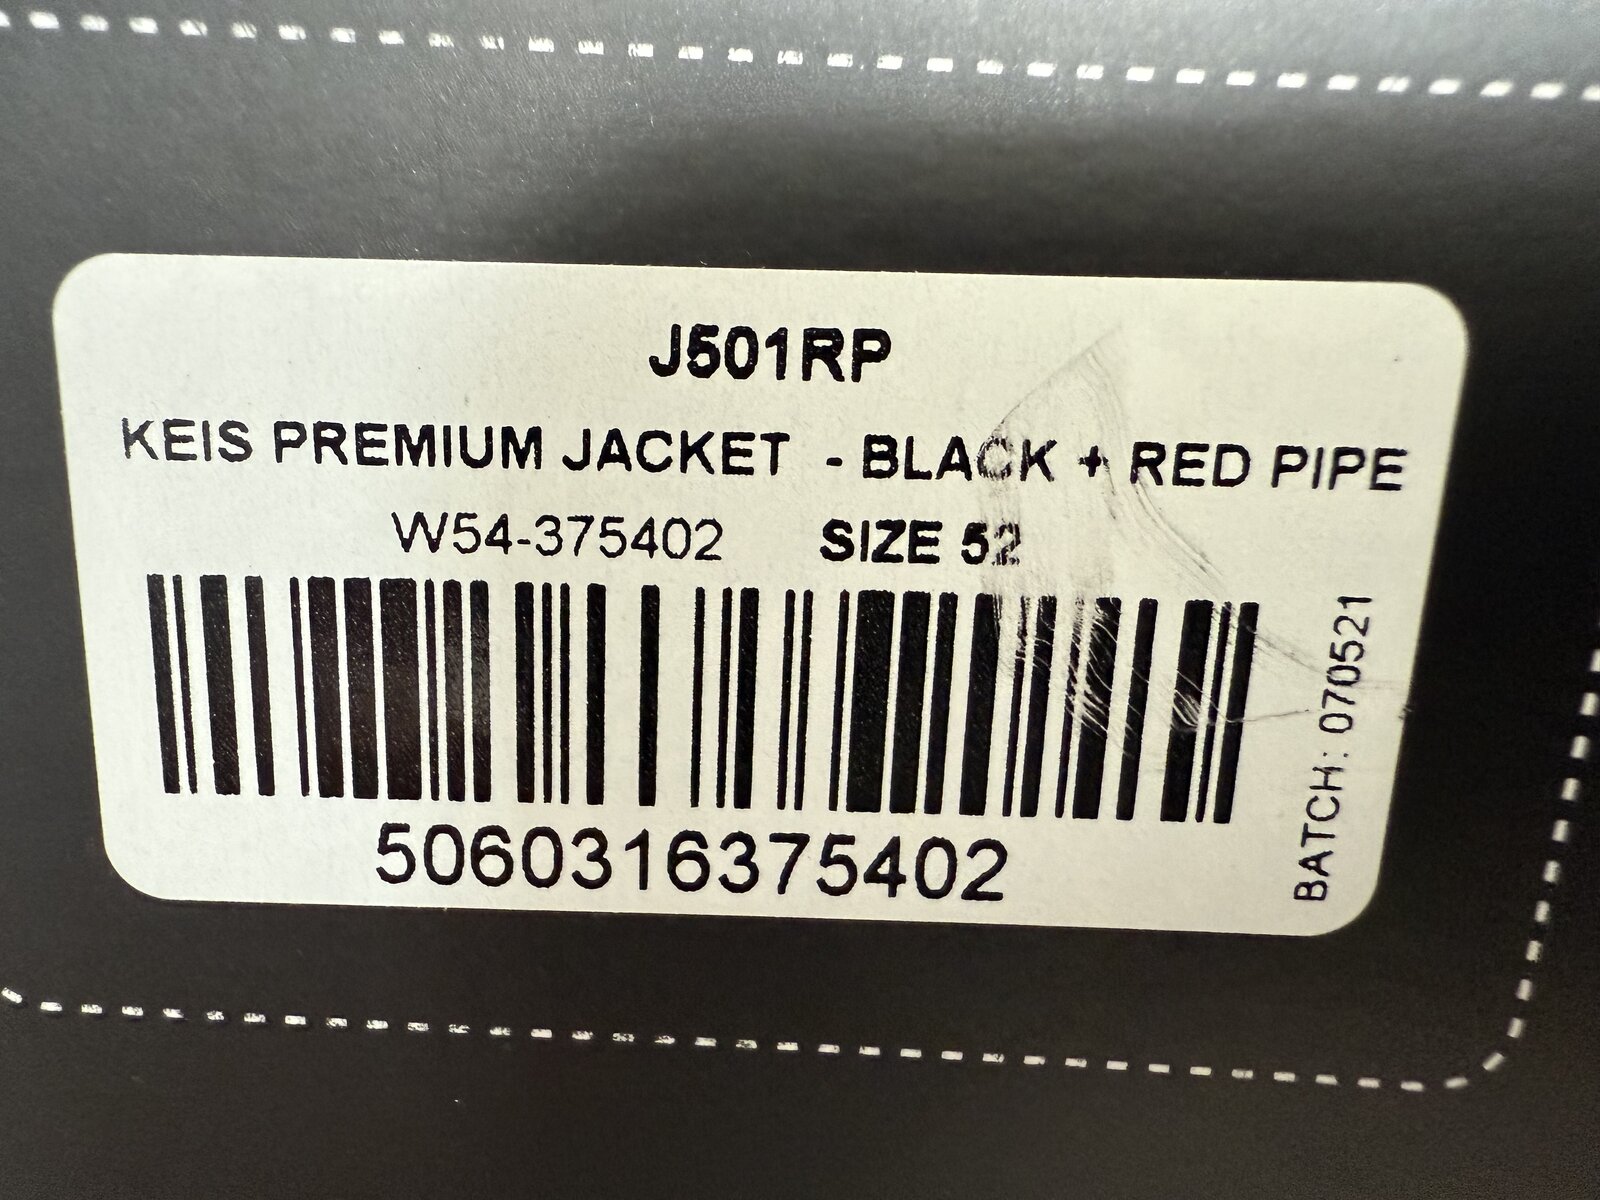 J501RP
KEIS PREMIUM JACKET - BLACK + RED PIPE
W54-375402 SIZE 52
5060316375402
BATCH: 070521